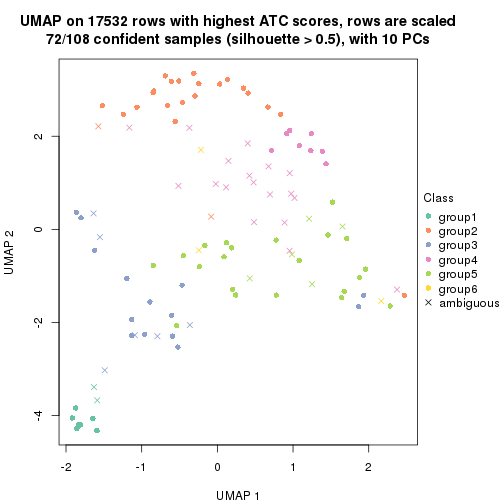 UMAP on 17532 rows with highest ATC scores, rows are scaled
72/108 confident samples (silhouette > 0.5), with 10 PCs
2
0
-2
-4
UMAP 2
-2
-1
0
1
2
UMAP 1
Class
group1
group2
group3
group4
group5
group6
ambiguous